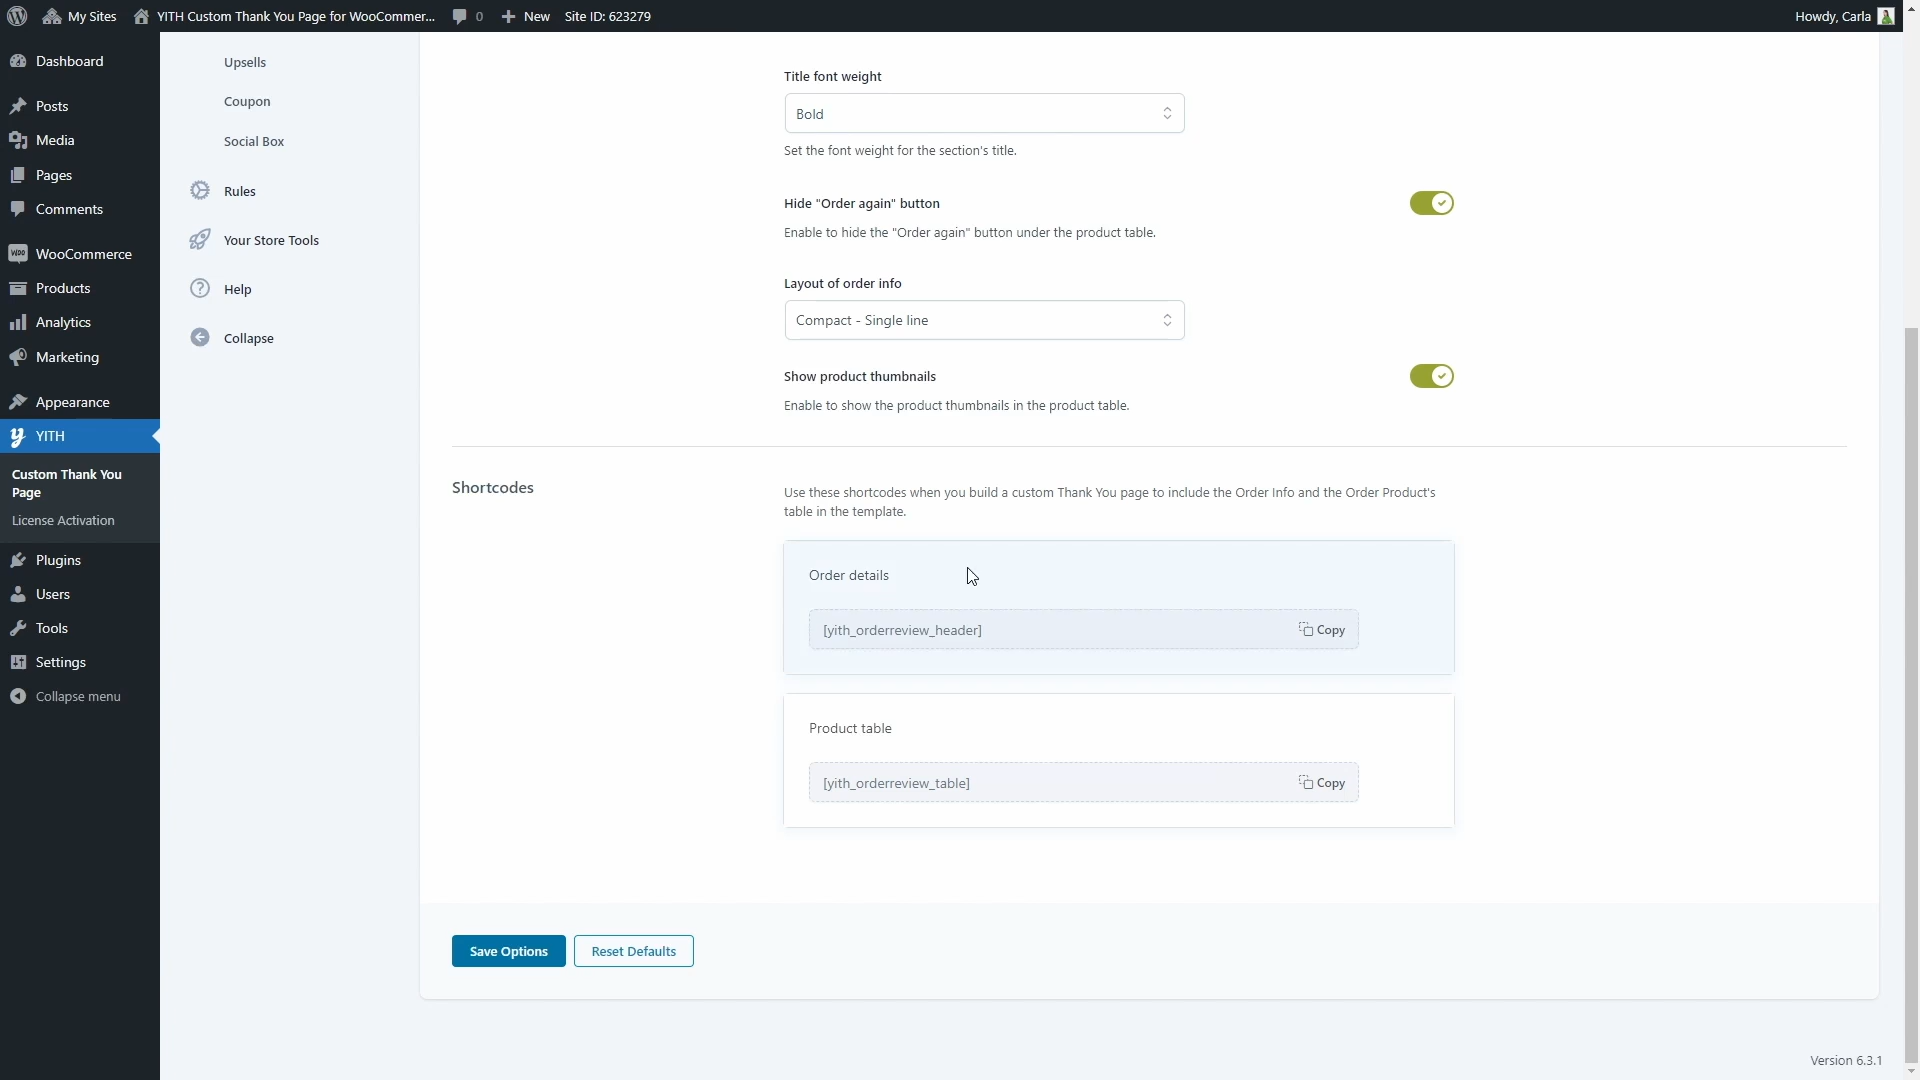 My Sites
YITH Custom Thank You Page for WooCommer...
0
New
Site ID: 623279
Howdy, Carla
Dashboard
Posts
Media
Pages
Comments
Woo WooCommerce
Products
Analytics
Marketing
Appearance
y YITH
Custom Thank You
Page
License Activation
Plugins
Users
Tools
Settings
Collapse menu
Upsells
Coupon
Social Box
Rules
Your Store Tools
? Help
Collapse
Title font weight
Bold
Set the font weight for the section's title.
Hide "Order again" button
Enable to hide the "Order again" button under the product table.
Layout of order info
Compact - Single line
Show product thumbnails
Enable to show the product thumbnails in the product table.
Shortcodes
Use these shortcodes when you build a custom Thank You page to include the Order Info and the Order Product's
table in the template.
Order details
[yith_orderreview_header]
Copy
Product table
[yith_orderreview_table]
Copy
Save Options
Reset Defaults
Version 6.3.1